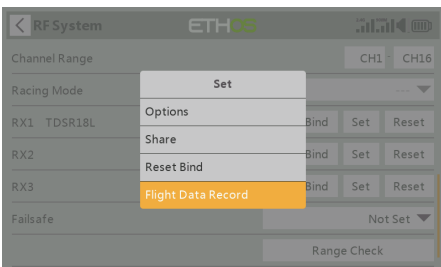 RF System ETHOS
Channel Range CH1 - CH16
Racing Mode ---
Set
Options
Share
Reset Bind
Flight Data Record
RX1 TDSR18L Bind Set Reset
RX2 Bind Set Reset
RX3 Bind Set Reset
Failsafe Not Set
Range Check